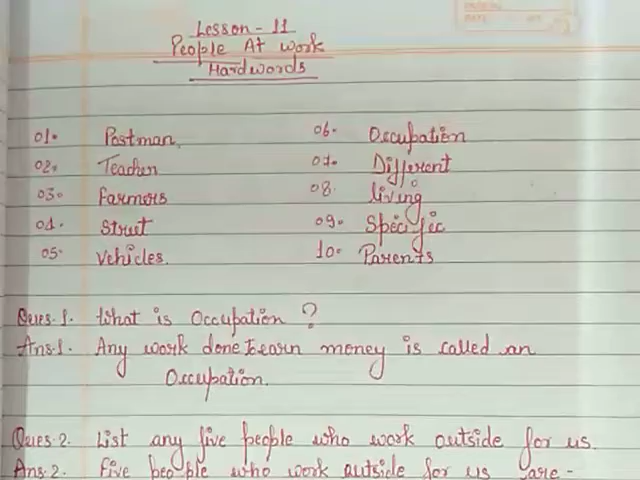 Lesson - 11
People At work
Hardwords
01. Postman.
02. Teacher
03. Farmers
04. Street
05. Vehicles.
06. Occupation
07. Different
08. living
09. Specific
10. Parents
Ques.1. What is Occupation ?
Ans.1. Any work done to earn money is called an
Occupation.
Ques.2. List any five people who work outside for us.
Ans.2. Five people who work outside for us are -